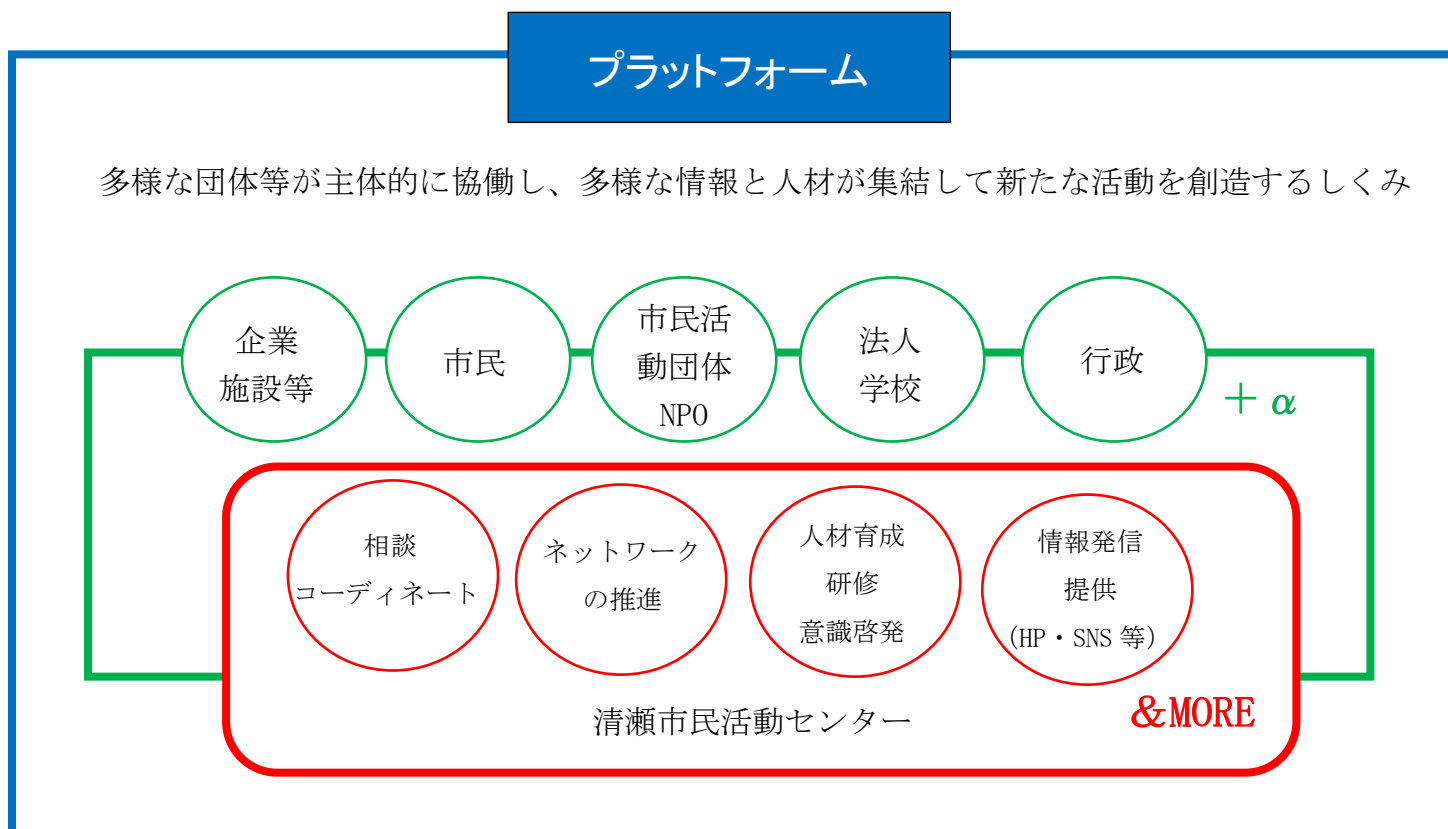 プラットフォーム
多様な団体等が主体的に協働し、多様な情報と人材が集結して新たな活動を創造するしくみ
企業
施設等
市民
市民活
動団体
NPO
法人
学校
行政
＋α
相談
コーディネート
ネットワーク
の推進
人材育成
研修
意識啓発
情報発信
提供
(HP・SNS 等)
清瀬市民活動センター
&MORE